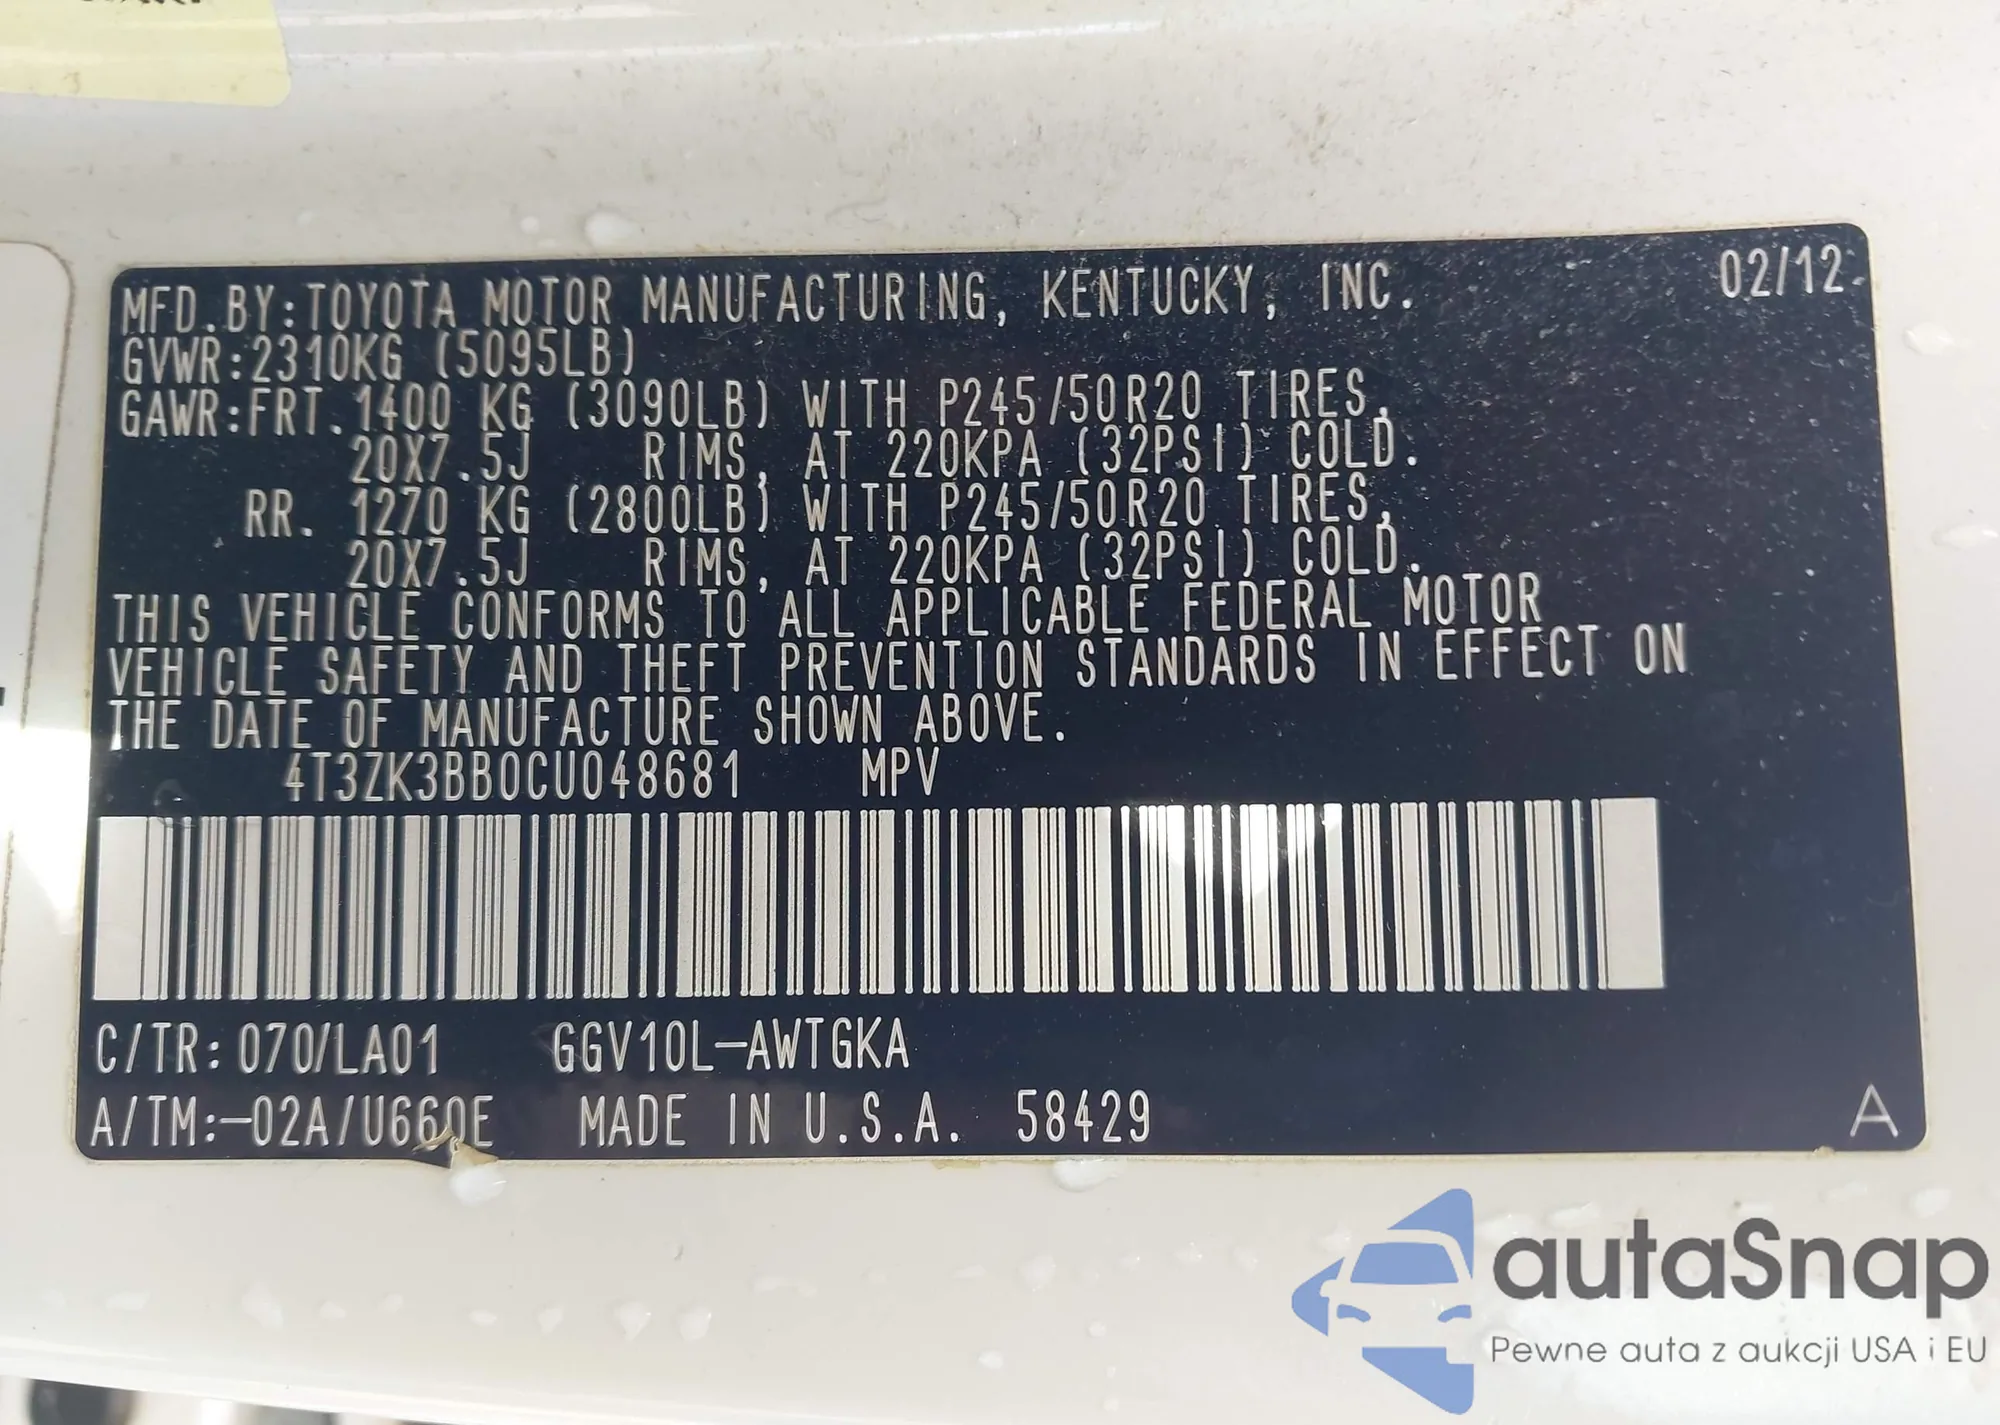 MFD.BY:TOYOTA MOTOR MANUFACTURING, KENTUCKY, INC. 02/12
GVWR:2310KG (5095LB)
GAWR:FRT.1400 KG (3090LB) WITH P245/50R20 TIRES,
20X7.5J RIMS, AT 220KPA (32PSI) COLD.
RR. 1270 KG (2800LB) WITH P245/50R20 TIRES,
20X7.5J RIMS, AT 220KPA (32PSI) COLD.
THIS VEHICLE CONFORMS TO ALL APPLICABLE FEDERAL MOTOR
VEHICLE SAFETY AND THEFT PREVENTION STANDARDS IN EFFECT ON
THE DATE OF MANUFACTURE SHOWN ABOVE.
4T3ZK3BB0CU048681 MPV
C/TR:070/LA01 GGV10L-AWTGKA
A/TM:-02A/U660E MADE IN U.S.A. 58429 A
autaSnap
Pewne auta z aukcji USA i EU